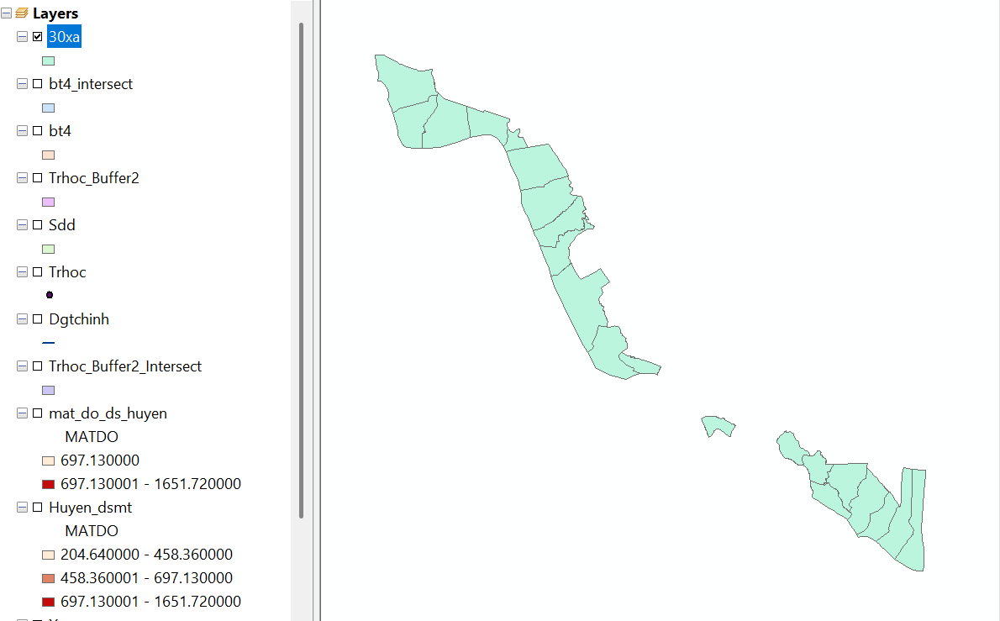 Layers
30xa
bt4_intersect
bt4
Trhoc_Buffer2
Sdd
Trhoc
Dgtchinh
Trhoc_Buffer2_Intersect
mat_do_ds_huyen
MATDO
697.130000
697.130001 - 1651.720000
Huyen_dsmt
MATDO
204.640000 - 458.360000
458.360001 - 697.130000
697.130001 - 1651.720000